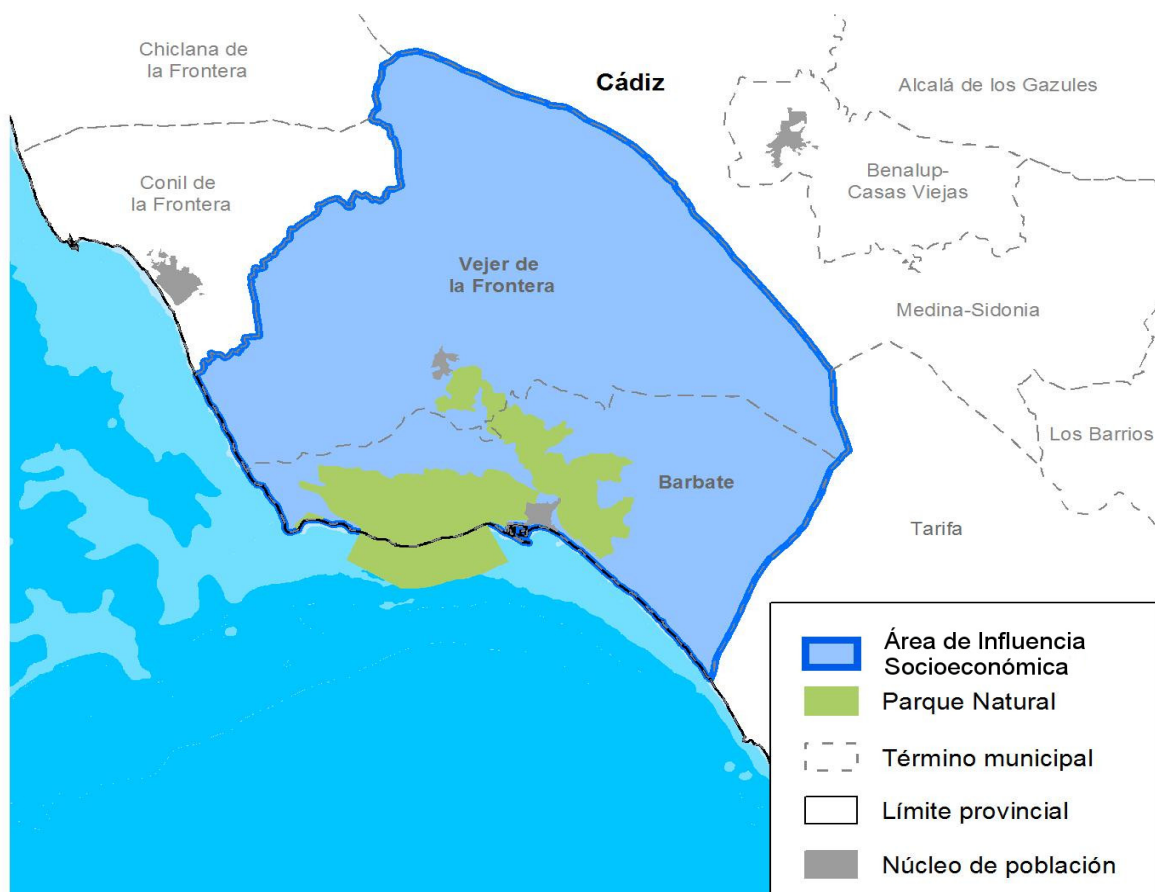 Chiclana de
la Frontera
Cádiz
Alcalá de los Gazules
Benalup-
Casas Viejas
Conil de
la Frontera
Vejer de
la Frontera
Medina-Sidonia
Los Barrios
Barbate
Tarifa
Área de Influencia
Socioeconómica
Parque Natural
Término municipal
Límite provincial
Núcleo de población